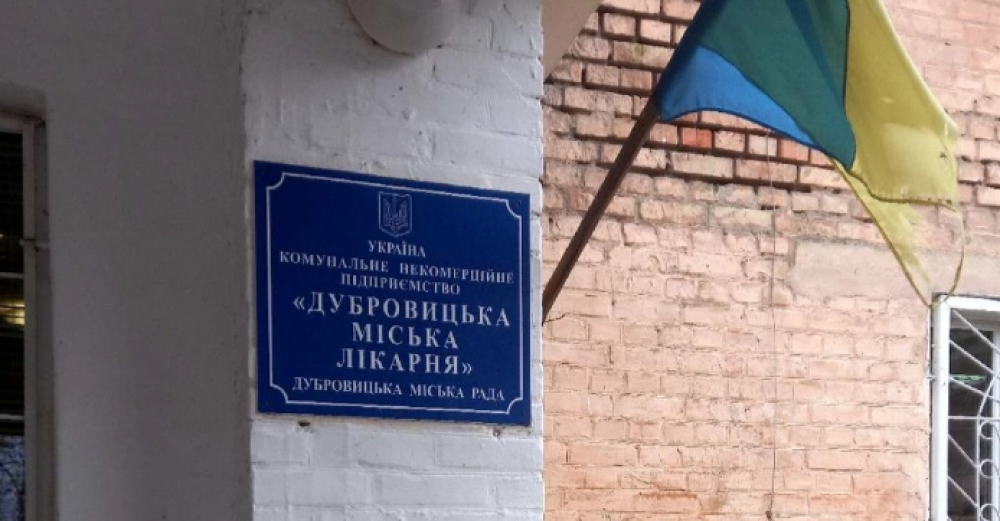 УКРАЇНА
КОМУНАЛЬНЕ НЕКОМЕРЦІЙНЕ
ПІДПРИЄМСТВО
«ДУБРОВИЦЬКА
МІСЬКА
ЛІКАРНЯ»
ДУБРОВИЦЬКА МІСЬКА РАДА